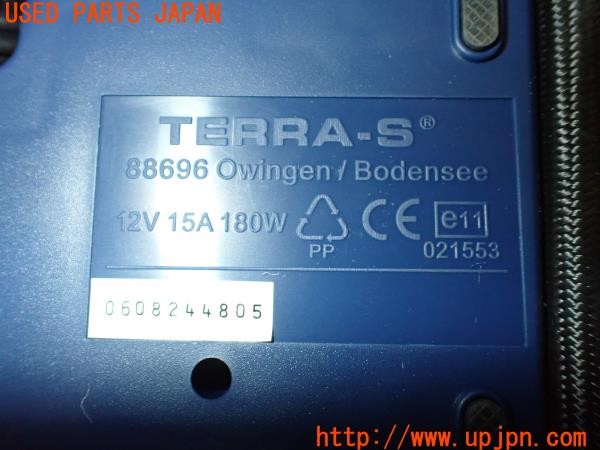 USED PARTS JAPAN
TERRA-S®
88696 Owingen / Bodensee
12V 15A 180W
PP
CE
e11
021553
0608244805
http://www.upjpn.com/